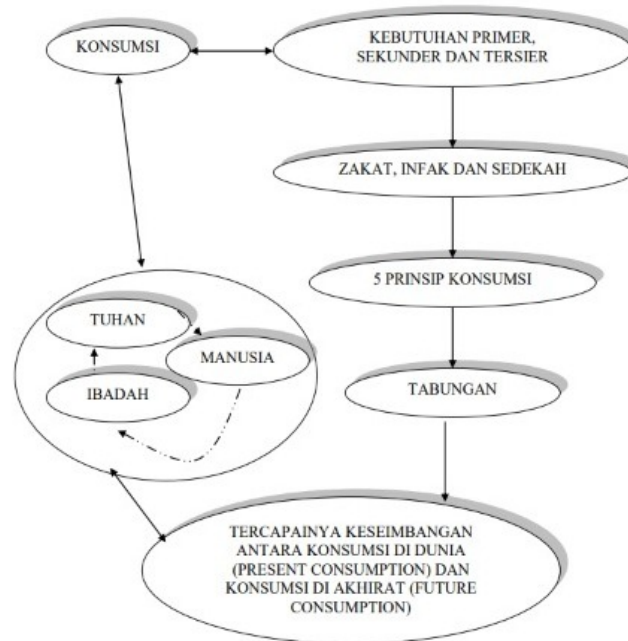 KONSUMSI
KEBUTUHAN PRIMER,
SEKUNDER DAN TERSIER
ZAKAT, INFAK DAN SEDEKAH
5 PRINSIP KONSUMSI
TUHAN
MANUSIA
IBADAH
TABUNGAN
TERCAPAINYA KESEIMBANGAN
ANTARA KONSUMSI DI DUNIA
(PRESENT CONSUMPTION) DAN
KONSUMSI DI AKHIRAT (FUTURE
CONSUMPTION)